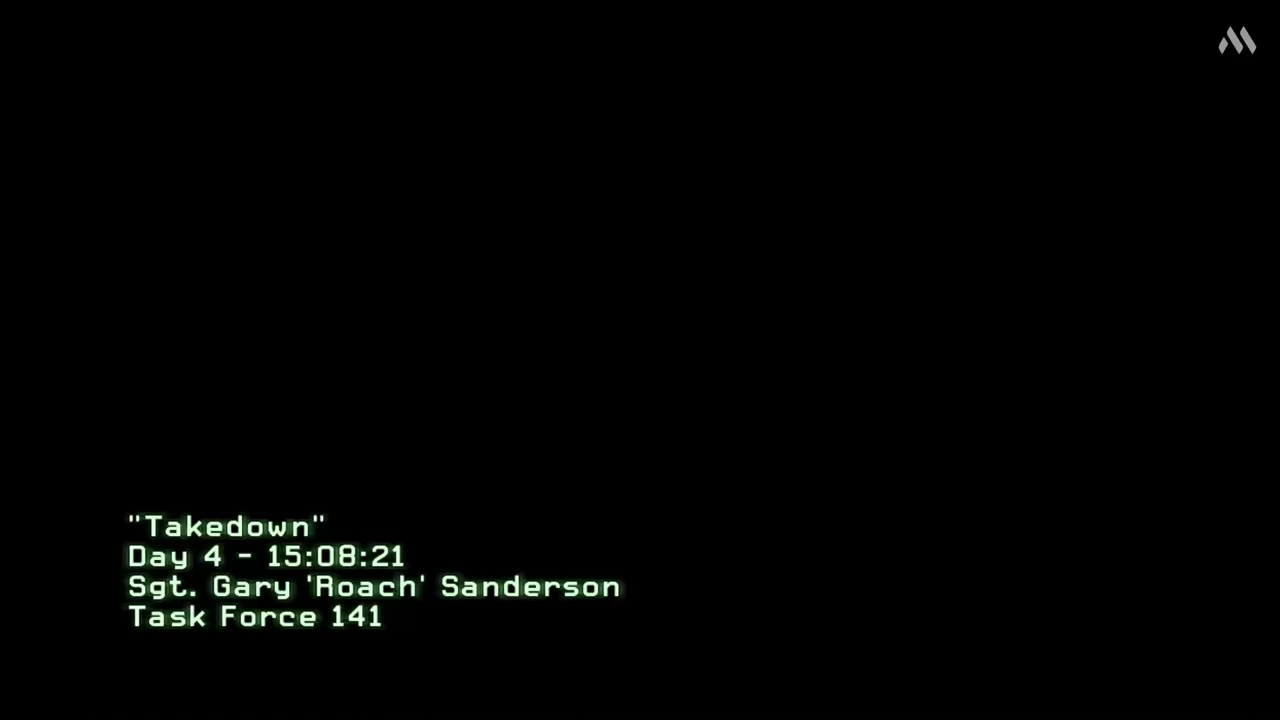 "Takedown"
Day 4 - 15:08:21
Sgt. Gary 'Roach' Sanderson
Task Force 141